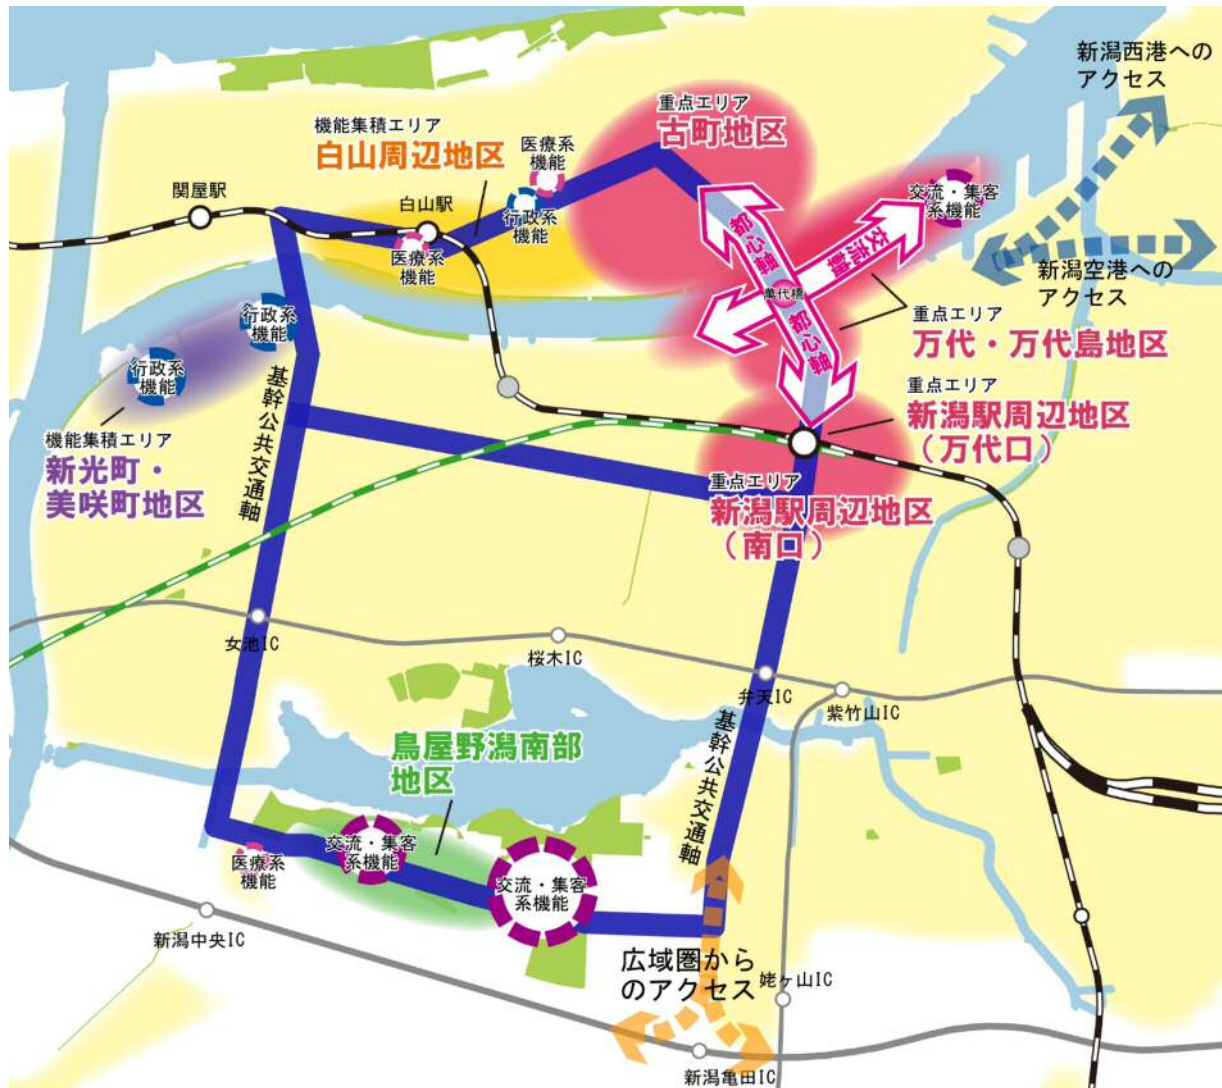 新潟西港への
アクセス
重点エリア
古町地区
機能集積エリア
白山周辺地区
医療系
機能
関屋駅
白山駅
行政系
機能
医療系
機能
交流・集客
系機能
都心軸
交流軸
萬代橋
都心軸
新潟空港への
アクセス
重点エリア
万代・万代島地区
行政系
機能
行政系
機能
重点エリア
新潟駅周辺地区
（万代口）
機能集積エリア
新光町・
美咲町地区
基幹公共交通軸
重点エリア
新潟駅周辺地区
（南口）
女池IC
桜木IC
弁天IC
紫竹山IC
基幹公共交通軸
鳥屋野潟南部
地区
交流・集客
系機能
医療系
機能
交流・集客
系機能
新潟中央IC
広域圏から
のアクセス
姥ヶ山IC
新潟亀田IC